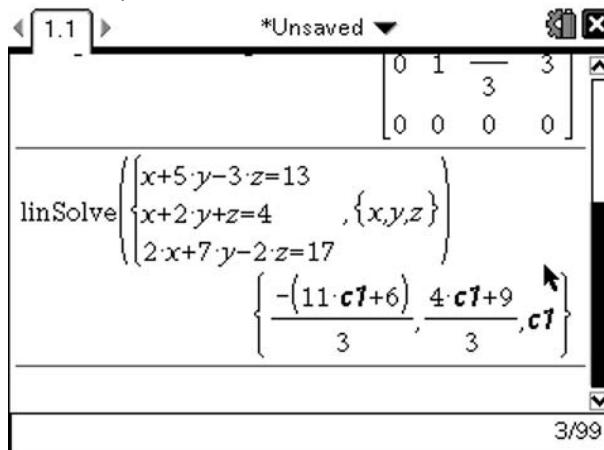 1.1 *Unsaved
0 1 — 3
3
0 0 0 0
x+5·y−3·z=13
linSolve( x+2·y+z=4 ,{x,y,z})
2·x+7·y−2·z=17
{ −(11·c1+6)/3 , 4·c1+9/3 ,c1}
3/99